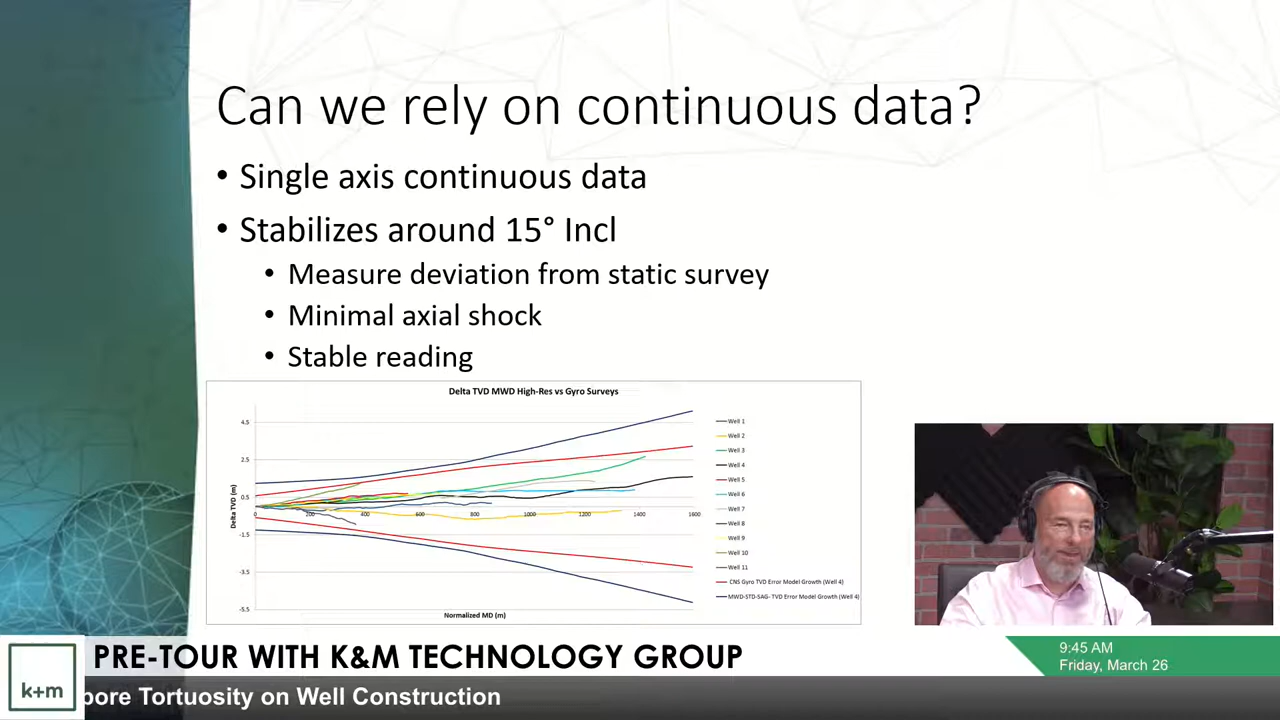 Can we rely on continuous data?
• Single axis continuous data
• Stabilizes around 15° Incl
• Measure deviation from static survey
• Minimal axial shock
• Stable reading
Delta TVD MWD High-Res vs Gyro Surveys
Delta TVD (m)
4.5
2.5
0.5
-1.5
-3.5
-5.5
0
200
400
600
800
1000
1200
1400
1600
Normalized MD (m)
Well 1
Well 2
Well 3
Well 4
Well 5
Well 6
Well 7
Well 8
Well 9
Well 10
Well 11
CNS Gyro TVD Error Model Growth (Well 4)
MWD-STD-SAG- TVD Error Model Growth (Well 4)
k+m
PRE-TOUR WITH K&M TECHNOLOGY GROUP
9:45 AM
Friday, March 26
bore Tortuosity on Well Construction